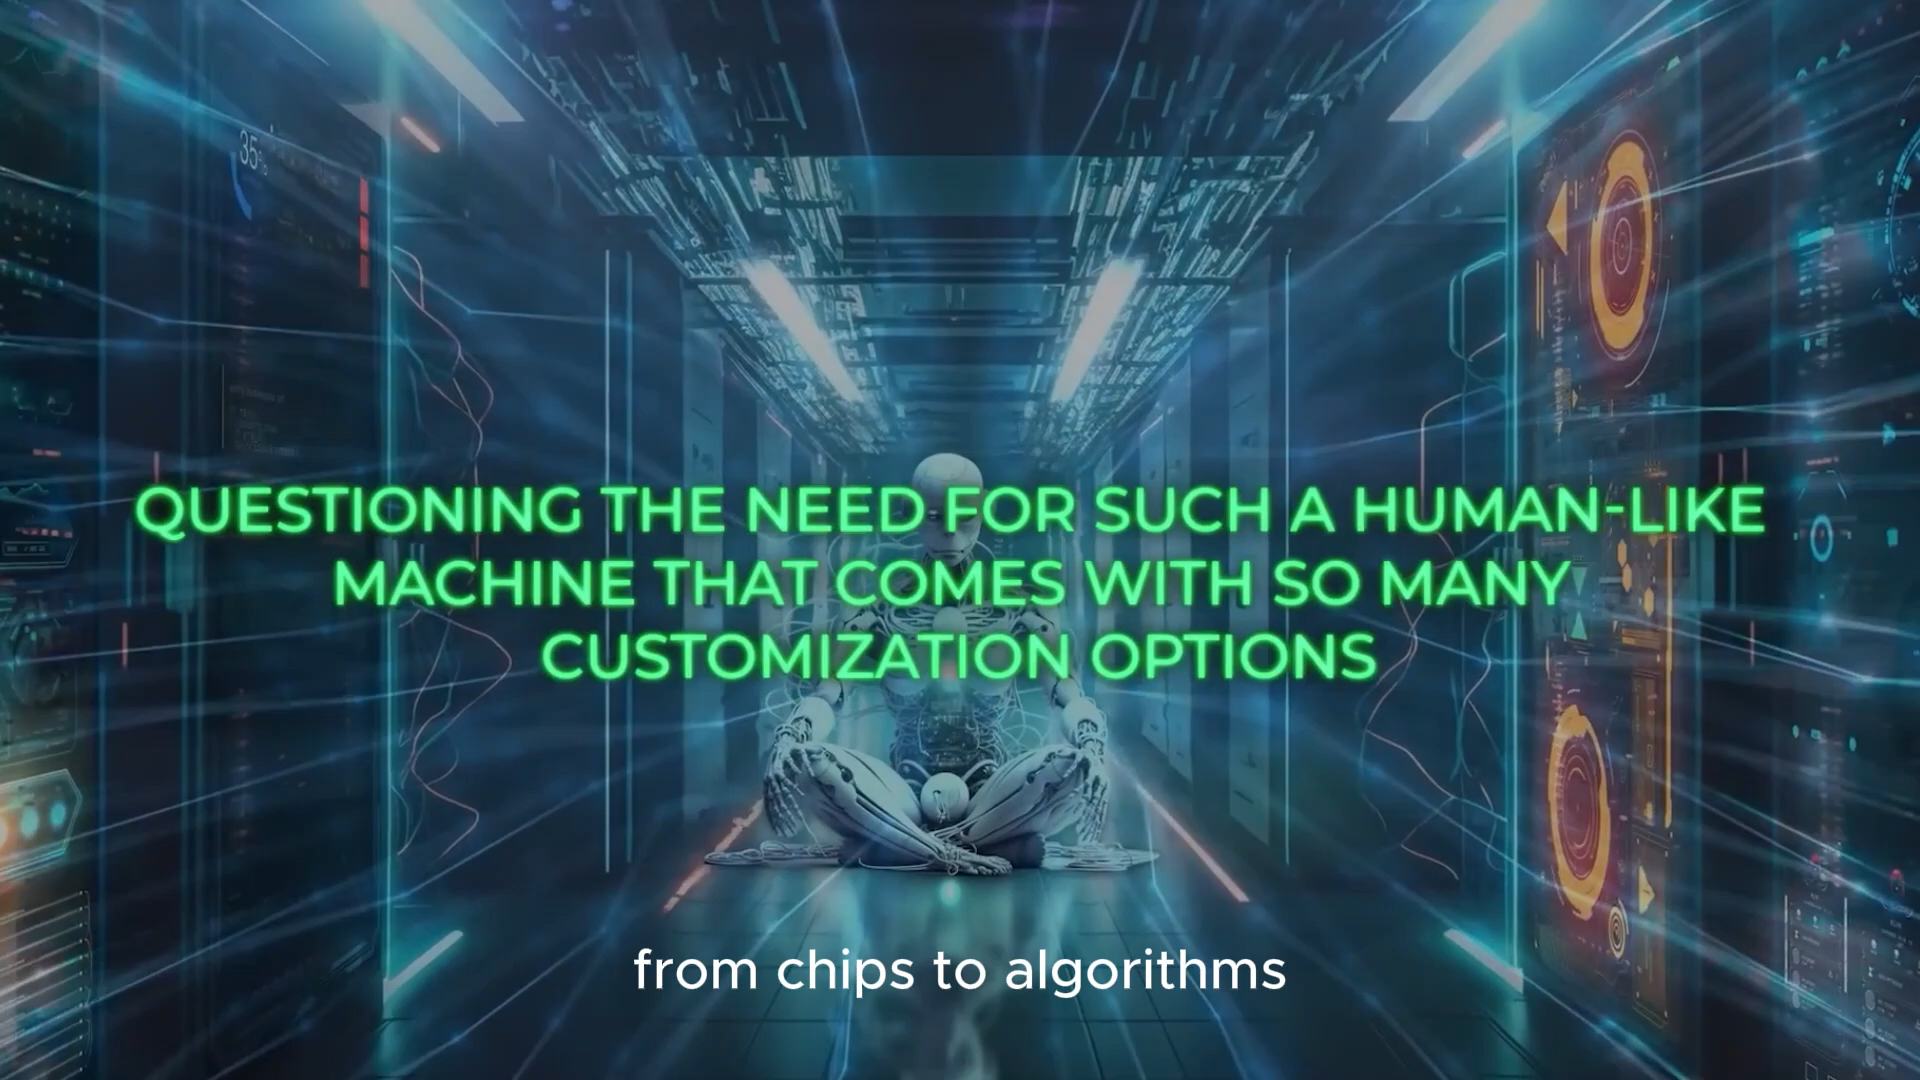 35
QUESTIONING THE NEED FOR SUCH A HUMAN-LIKE
MACHINE THAT COMES WITH SO MANY
CUSTOMIZATION OPTIONS
from chips to algorithms